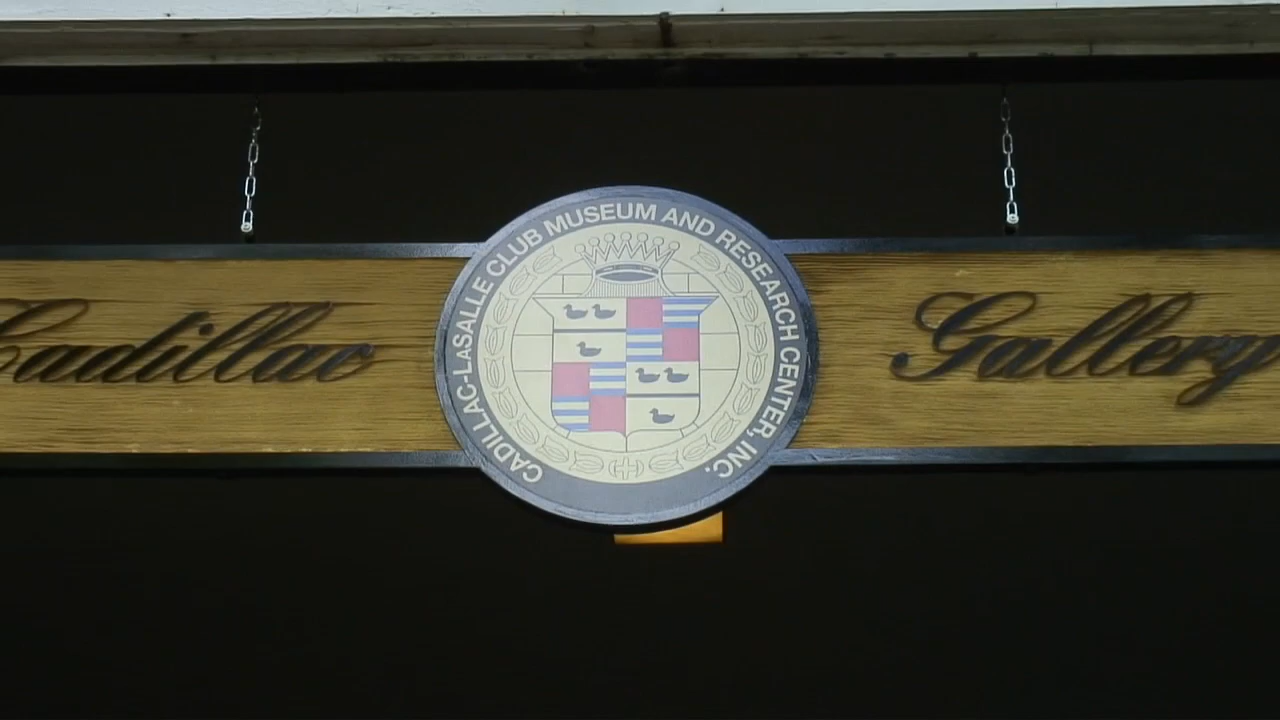 Cadillac
CADILLAC-LASALLE CLUB MUSEUM AND RESEARCH CENTER, INC.
Gallery